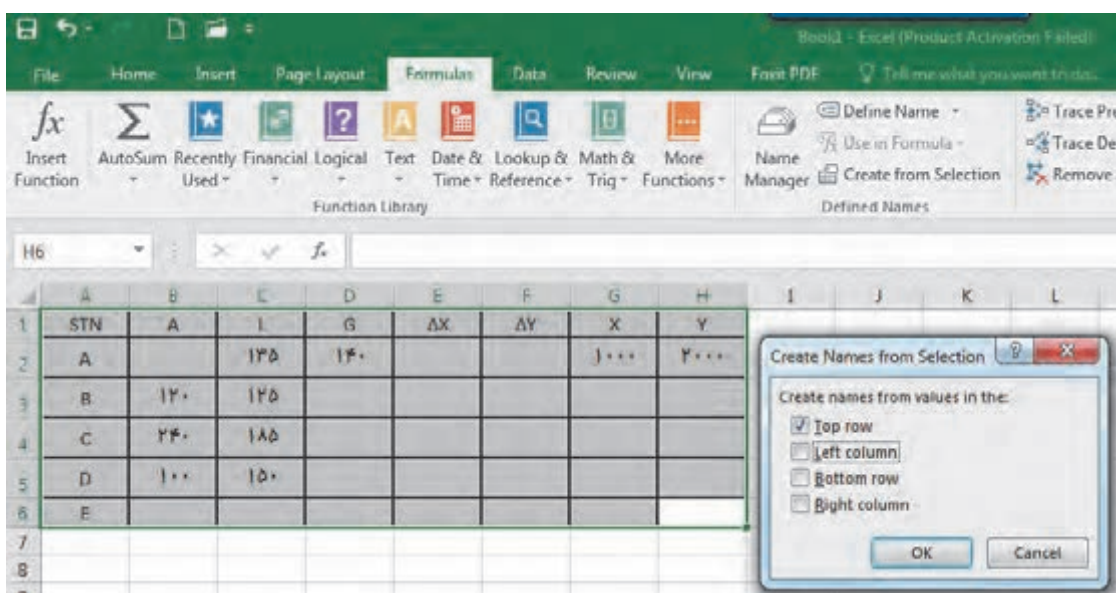 Book1 - Excel (Product Activation Failed)
File Home Insert Page Layout Formulas Data Review View Foxit PDF Tell me what you want to do...
fx Insert Function
AutoSum
Recently Used
Financial
Logical
Text
Date & Time
Lookup & Reference
Math & Trig
More Functions
Function Library
Name Manager
Define Name
Use in Formula
Create from Selection
Defined Names
Trace
Trace
Remove
H6 fx
A B C D E F G H I J K L
1 STN A L G ΔX ΔY X Y
2 A ۱۳۵ ۱۴۰ ۱۰۰۰ ۲۰۰۰
3 B ۱۲۰ ۱۲۵
4 C ۲۴۰ ۱۸۵
5 D ۱۰۰ ۱۵۰
6 E
7
8
Create Names from Selection
Create names from values in the:
Top row
Left column
Bottom row
Right column
OK Cancel